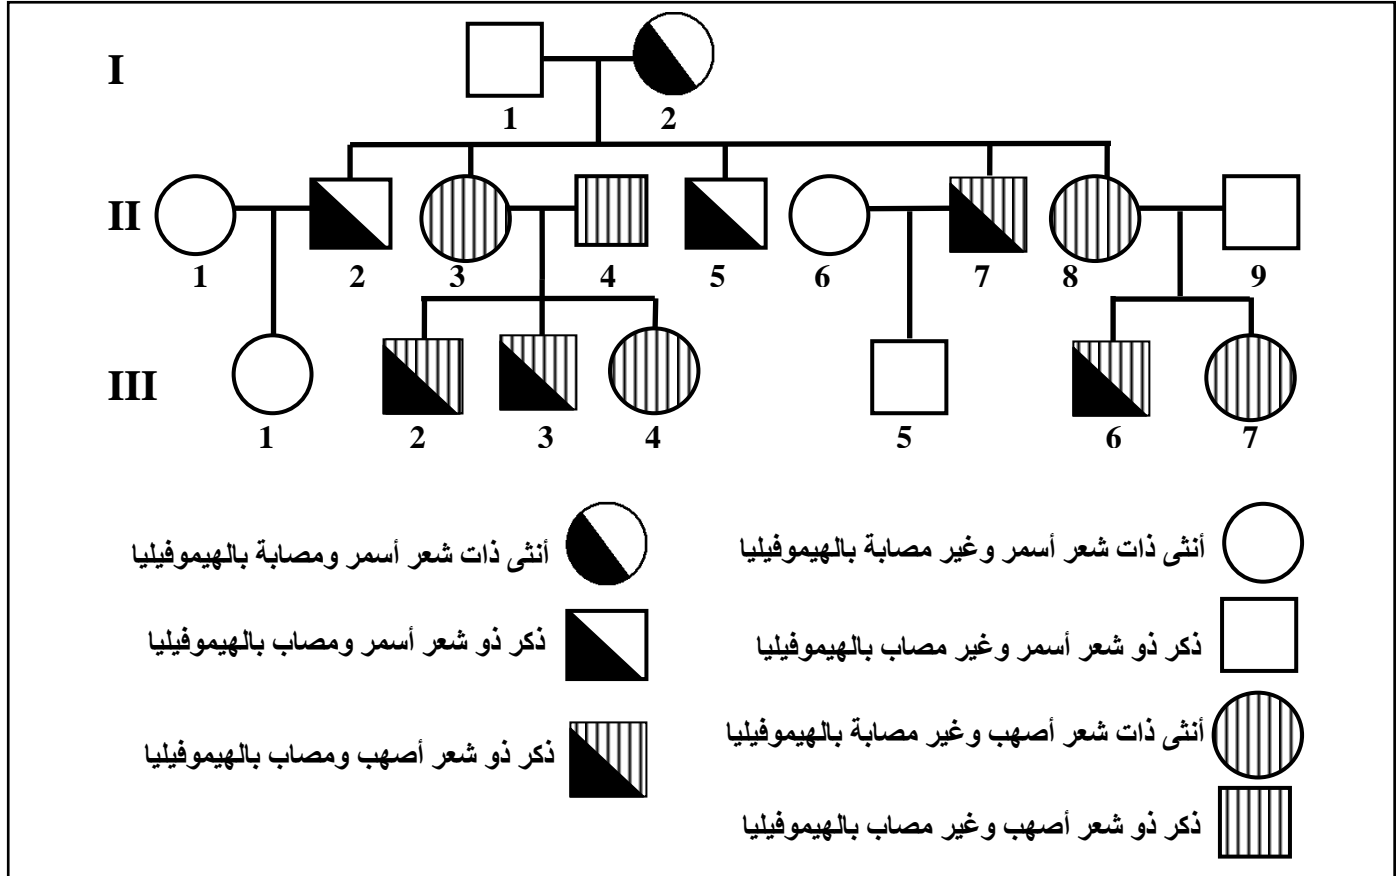 I
1 2
II
1 2 3 4 5 6 7 8 9
III
1 2 3 4 5 6 7
أنثى ذات شعر أسمر وغير مصابة بالهيموفيليا
أنثى ذات شعر أسمر ومصابة بالهيموفيليا
ذكر ذو شعر أسمر وغير مصاب بالهيموفيليا
ذكر ذو شعر أسمر ومصاب بالهيموفيليا
أنثى ذات شعر أصهب وغير مصابة بالهيموفيليا
ذكر ذو شعر أصهب ومصاب بالهيموفيليا
ذكر ذو شعر أصهب وغير مصاب بالهيموفيليا